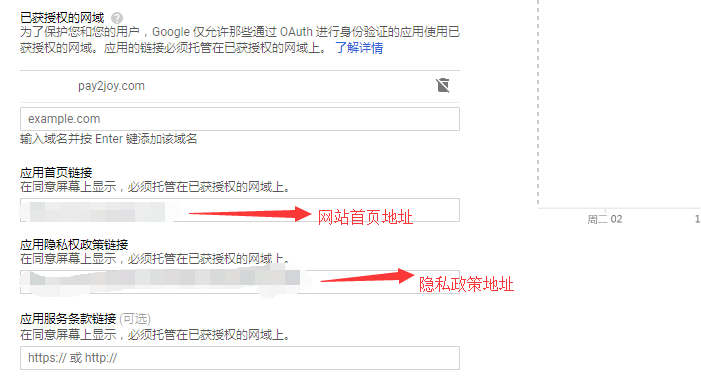 已获授权的网域
为了保护您和您的用户，Google 仅允许那些通过 OAuth 进行身份验证的应用使用已
获授权的网域。应用的链接必须托管在已获授权的网域上。 了解详情
pay2joy.com
example.com
输入域名并按 Enter 键添加该域名
应用首页链接
在同意屏幕上显示，必须托管在已获授权的网域上。
网站首页地址
周二 02
1
应用隐私权政策链接
在同意屏幕上显示，必须托管在已获授权的网域上。
隐私政策地址
应用服务条款链接 (可选)
在同意屏幕上显示，必须托管在已获授权的网域上。
https:// 或 http://